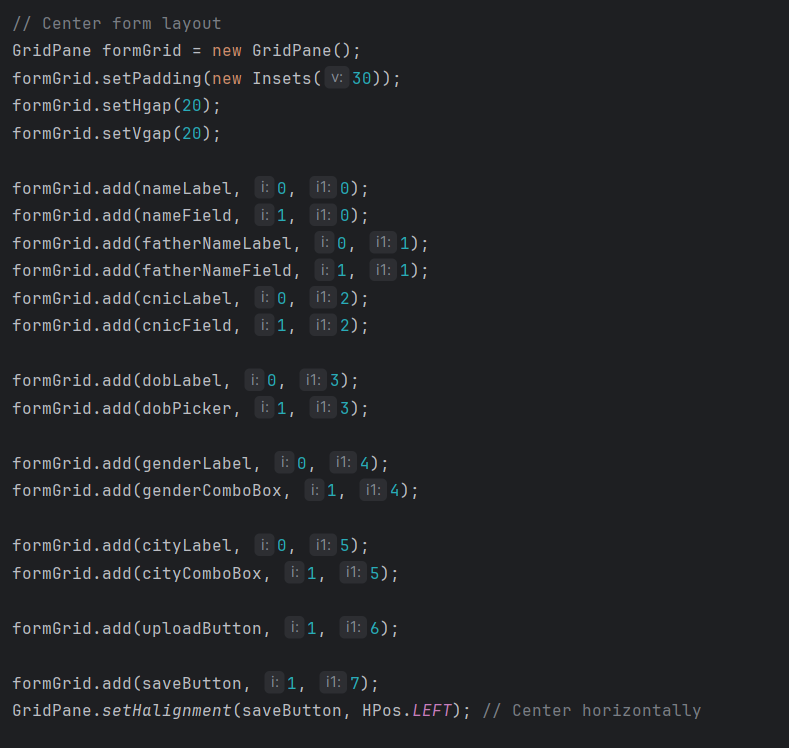 // Center form layout
GridPane formGrid = new GridPane();
formGrid.setPadding(new Insets( v: 30));
formGrid.setHgap(20);
formGrid.setVgap(20);
formGrid.add(nameLabel, i: 0, i1: 0);
formGrid.add(nameField, i: 1, i1: 0);
formGrid.add(fatherNameLabel, i: 0, i1: 1);
formGrid.add(fatherNameField, i: 1, i1: 1);
formGrid.add(cnicLabel, i: 0, i1: 2);
formGrid.add(cnicField, i: 1, i1: 2);
formGrid.add(dobLabel, i: 0, i1: 3);
formGrid.add(dobPicker, i: 1, i1: 3);
formGrid.add(genderLabel, i: 0, i1: 4);
formGrid.add(genderComboBox, i: 1, i1: 4);
formGrid.add(cityLabel, i: 0, i1: 5);
formGrid.add(cityComboBox, i: 1, i1: 5);
formGrid.add(uploadButton, i: 1, i1: 6);
formGrid.add(saveButton, i: 1, i1: 7);
GridPane.setHalignment(saveButton, HPos.LEFT); // Center horizontally